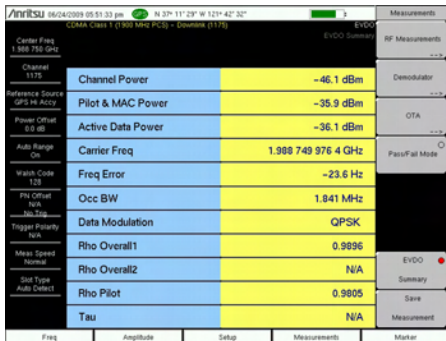 Anritsu 06/24/2009 05:51:33 pm GPS N 37° 11' 29" W 121° 42' 32"
CDMA Class 1 (1900 MHz PCS) - Downlink (1175)
EVDO
EVDO Summary
Center Freq
1.988 750 GHz
Channel
1175
Reference Source
GPS Hi Accy
Power Offset
0.0 dB
Auto Range
On
Walsh Code
128
PN Offset
N/A
No Trig
Trigger Polarity
N/A
Meas Speed
Normal
Slot Type
Auto Detect
Channel Power -46.1 dBm
Pilot & MAC Power -35.9 dBm
Active Data Power -36.1 dBm
Carrier Freq 1.988 749 976 4 GHz
Freq Error -23.6 Hz
Occ BW 1.841 MHz
Data Modulation QPSK
Rho Overall1 0.9896
Rho Overall2 N/A
Rho Pilot 0.9805
Tau N/A
Measurements
RF Measurements
-->
Demodulator
-->
OTA
-->
Pass/Fail Mode
EVDO
Summary
Save
Measurement
Freq Amplitude Setup Measurements Marker